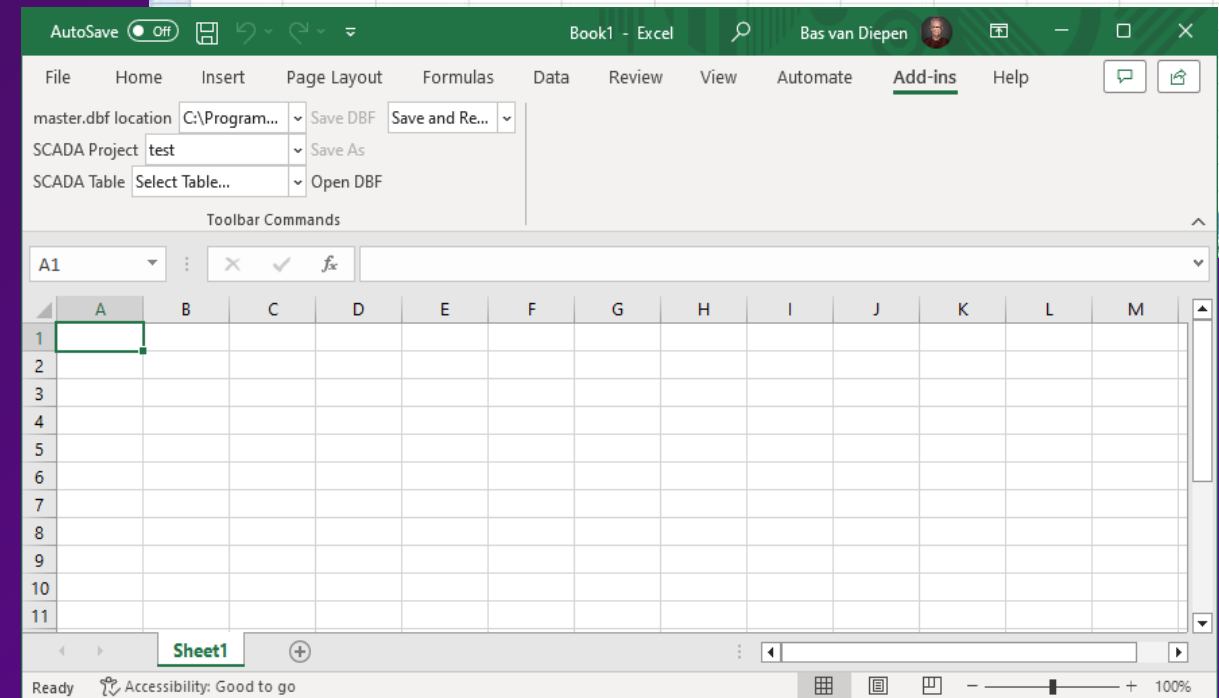 AutoSave Off Book1 - Excel Bas van Diepen
File Home Insert Page Layout Formulas Data Review View Automate Add-ins Help
master.dbf location C:\Program... Save DBF Save and Re...
SCADA Project test Save As
SCADA Table Select Table... Open DBF
Toolbar Commands
A1 fx
A B C D E F G H I J K L M
1
2
3
4
5
6
7
8
9
10
11
Sheet1
Ready Accessibility: Good to go 100%